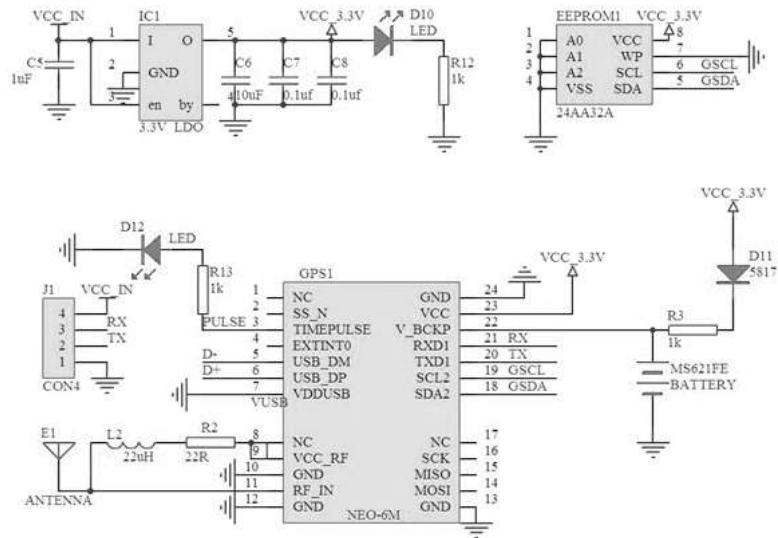 VCC_IN
IC1
VCC_3.3V
D10
LED
EEPROM1
VCC_3.3V
C5
1uF
1 I O 5
2 GND
3 en by 4
3.3V LDO
C6
10uF
C7
0.1uf
C8
0.1uf
R12
1k
1 A0 VCC 8
2 A1 WP 7
3 A2 SCL 6 GSCL
4 VSS SDA 5 GSDA
24AA32A
VCC_3.3V
D12
LED
VCC_3.3V
D11
5817
GPS1
R13
1k
J1
VCC_IN
4
3 RX
2 TX
1
CON4
PULSE
D-
D+
VUSB
1 NC GND 24
2 SS_N VCC 23
3 TIMEPULSE V_BCKP 22
4 EXTINT0 RXD1 21 RX
5 USB_DM TXD1 20 TX
6 USB_DP SCL2 19 GSCL
7 VDDUSB SDA2 18 GSDA
R3
1k
MS621FE
BATTERY
E1
L2
22uH
R2
22R
ANTENNA
8 NC NC 17
9 VCC_RF SCK 16
10 GND MISO 15
11 RF_IN MOSI 14
12 GND GND 13
NEO-6M